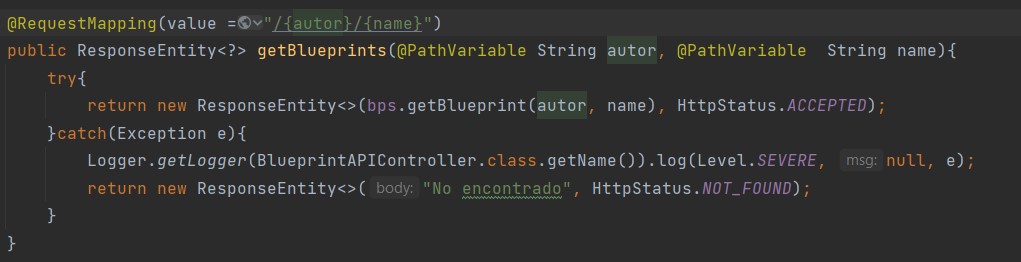 @RequestMapping(value ="/{autor}/{name}")
public ResponseEntity<?> getBlueprints(@PathVariable String autor, @PathVariable  String name){
    try{
        return new ResponseEntity<>(bps.getBlueprint(autor, name), HttpStatus.ACCEPTED);
    }catch(Exception e){
        Logger.getLogger(BlueprintAPIController.class.getName()).log(Level.SEVERE, msg: null, e);
        return new ResponseEntity<>( body: "No encontrado", HttpStatus.NOT_FOUND);
    }
}